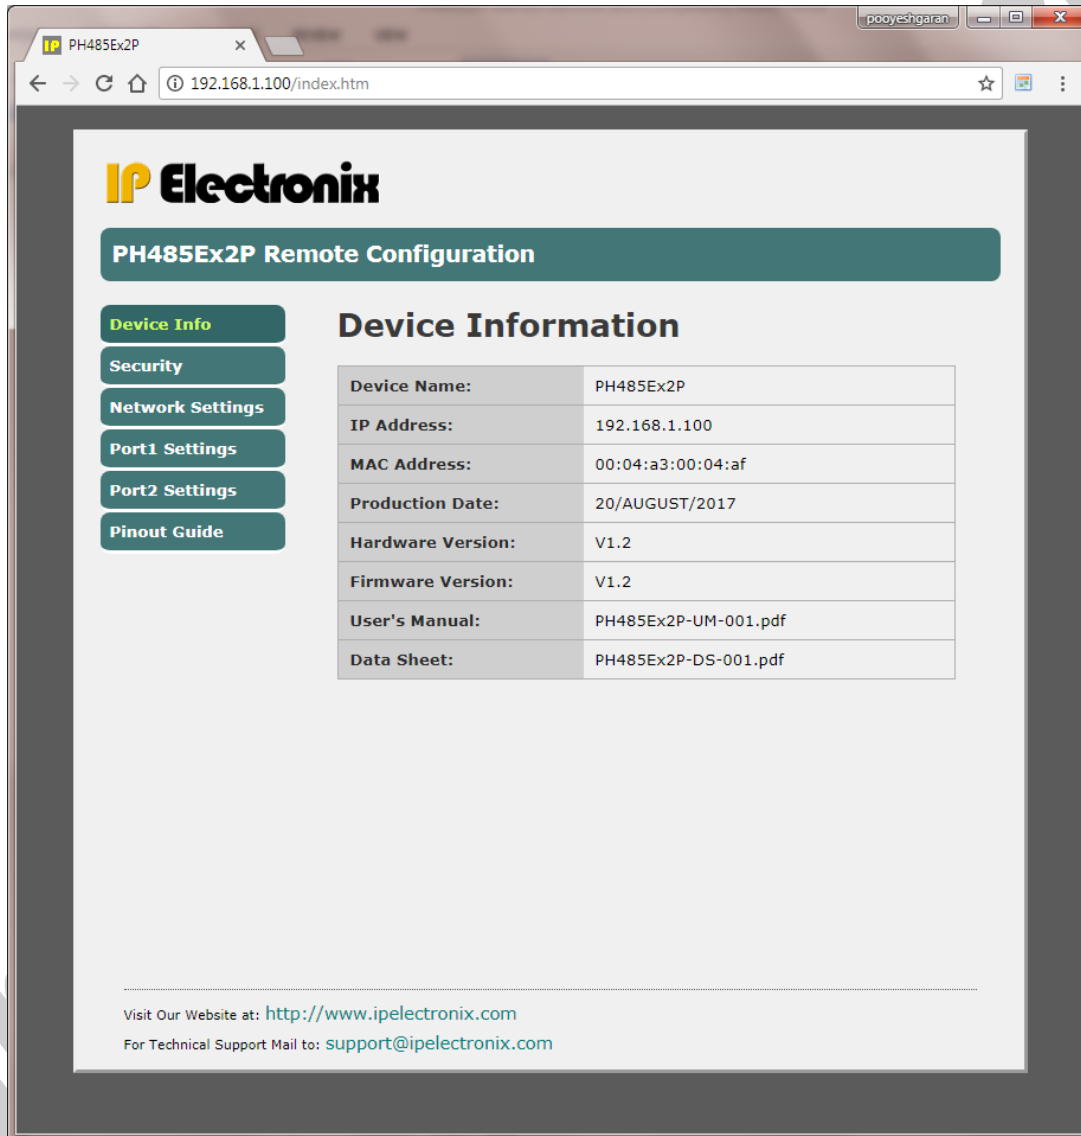 pooyeshgaran
PH485Ex2P
192.168.1.100/index.htm
IP Electronix
PH485Ex2P Remote Configuration
Device Info
Security
Network Settings
Port1 Settings
Port2 Settings
Pinout Guide
Device Information
Device Name: PH485Ex2P
IP Address: 192.168.1.100
MAC Address: 00:04:a3:00:04:af
Production Date: 20/AUGUST/2017
Hardware Version: V1.2
Firmware Version: V1.2
User's Manual: PH485Ex2P-UM-001.pdf
Data Sheet: PH485Ex2P-DS-001.pdf
Visit Our Website at: http://www.ipelectronix.com
For Technical Support Mail to: support@ipelectronix.com